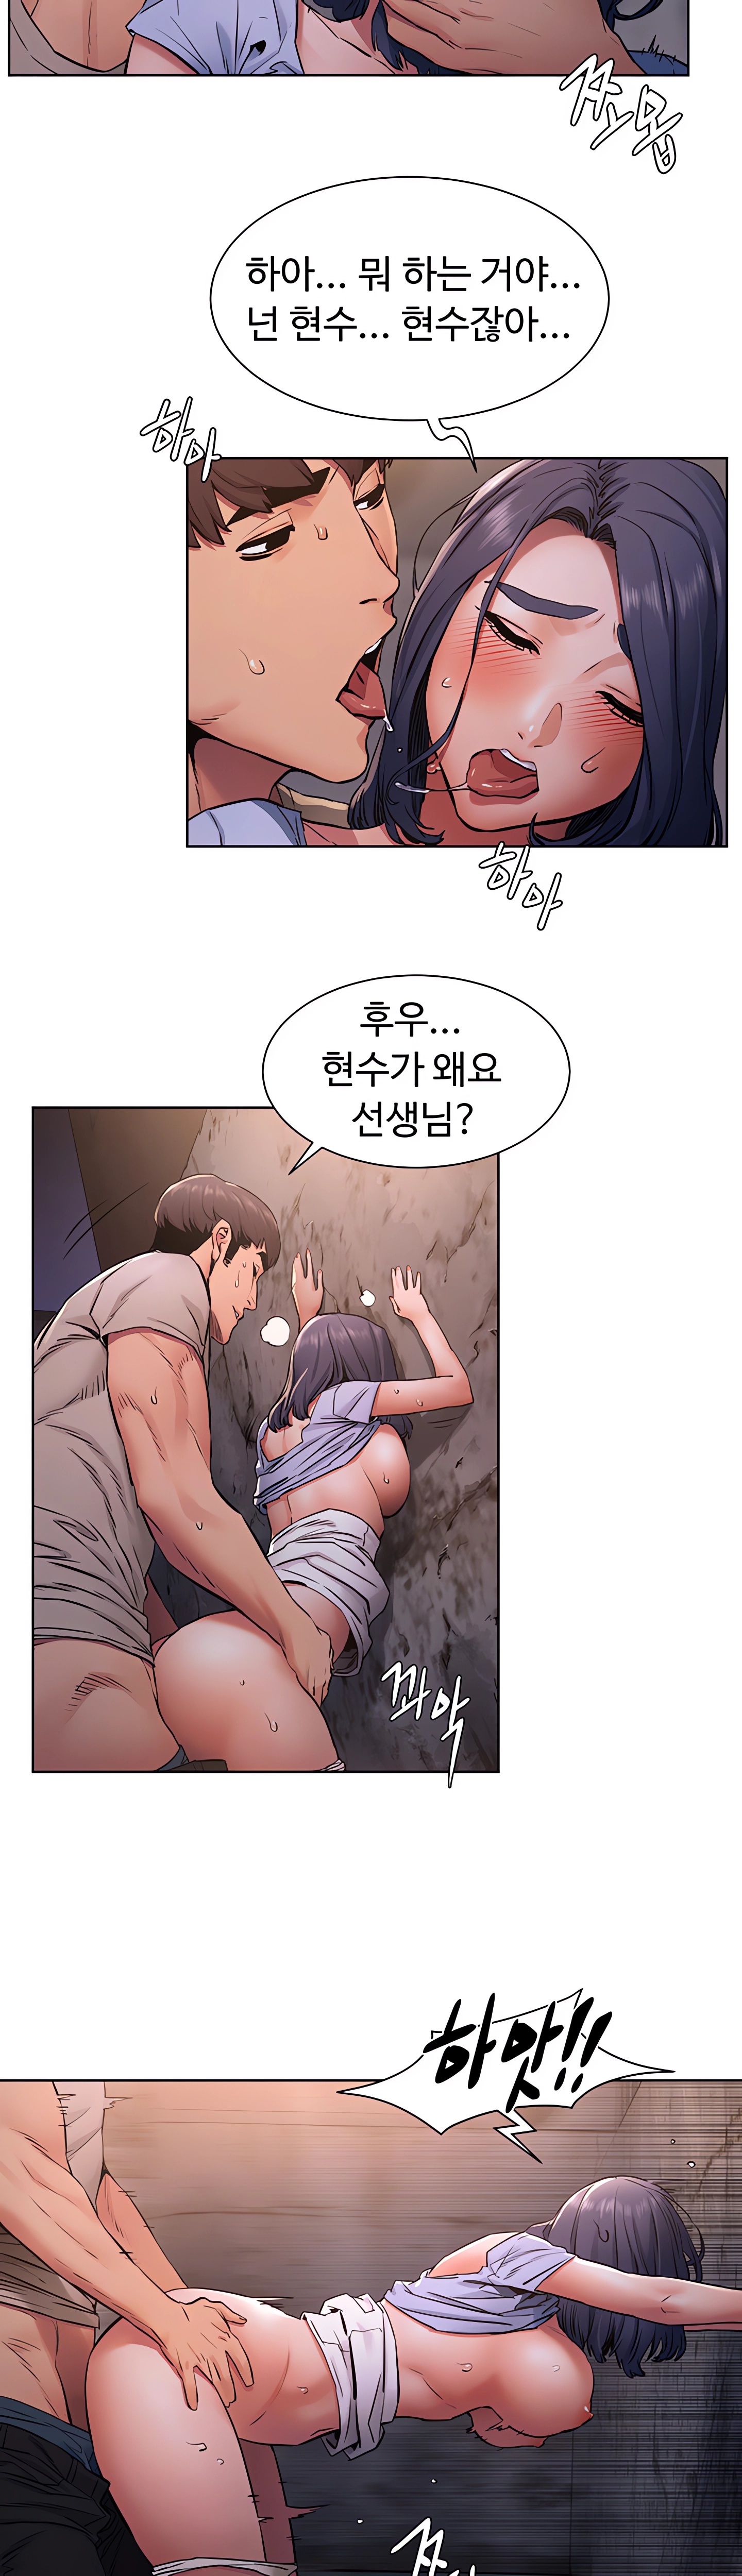 쪼옵
하아... 뭐 하는 거야...
넌 현수... 현수잖아...
하아
하아
후우...
현수가 왜요
선생님?
꽈악
하앗!!